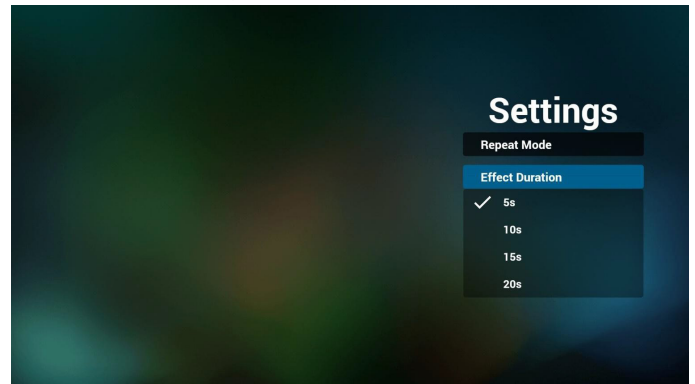 Settings
Repeat Mode
Effect Duration
5s
10s
15s
20s